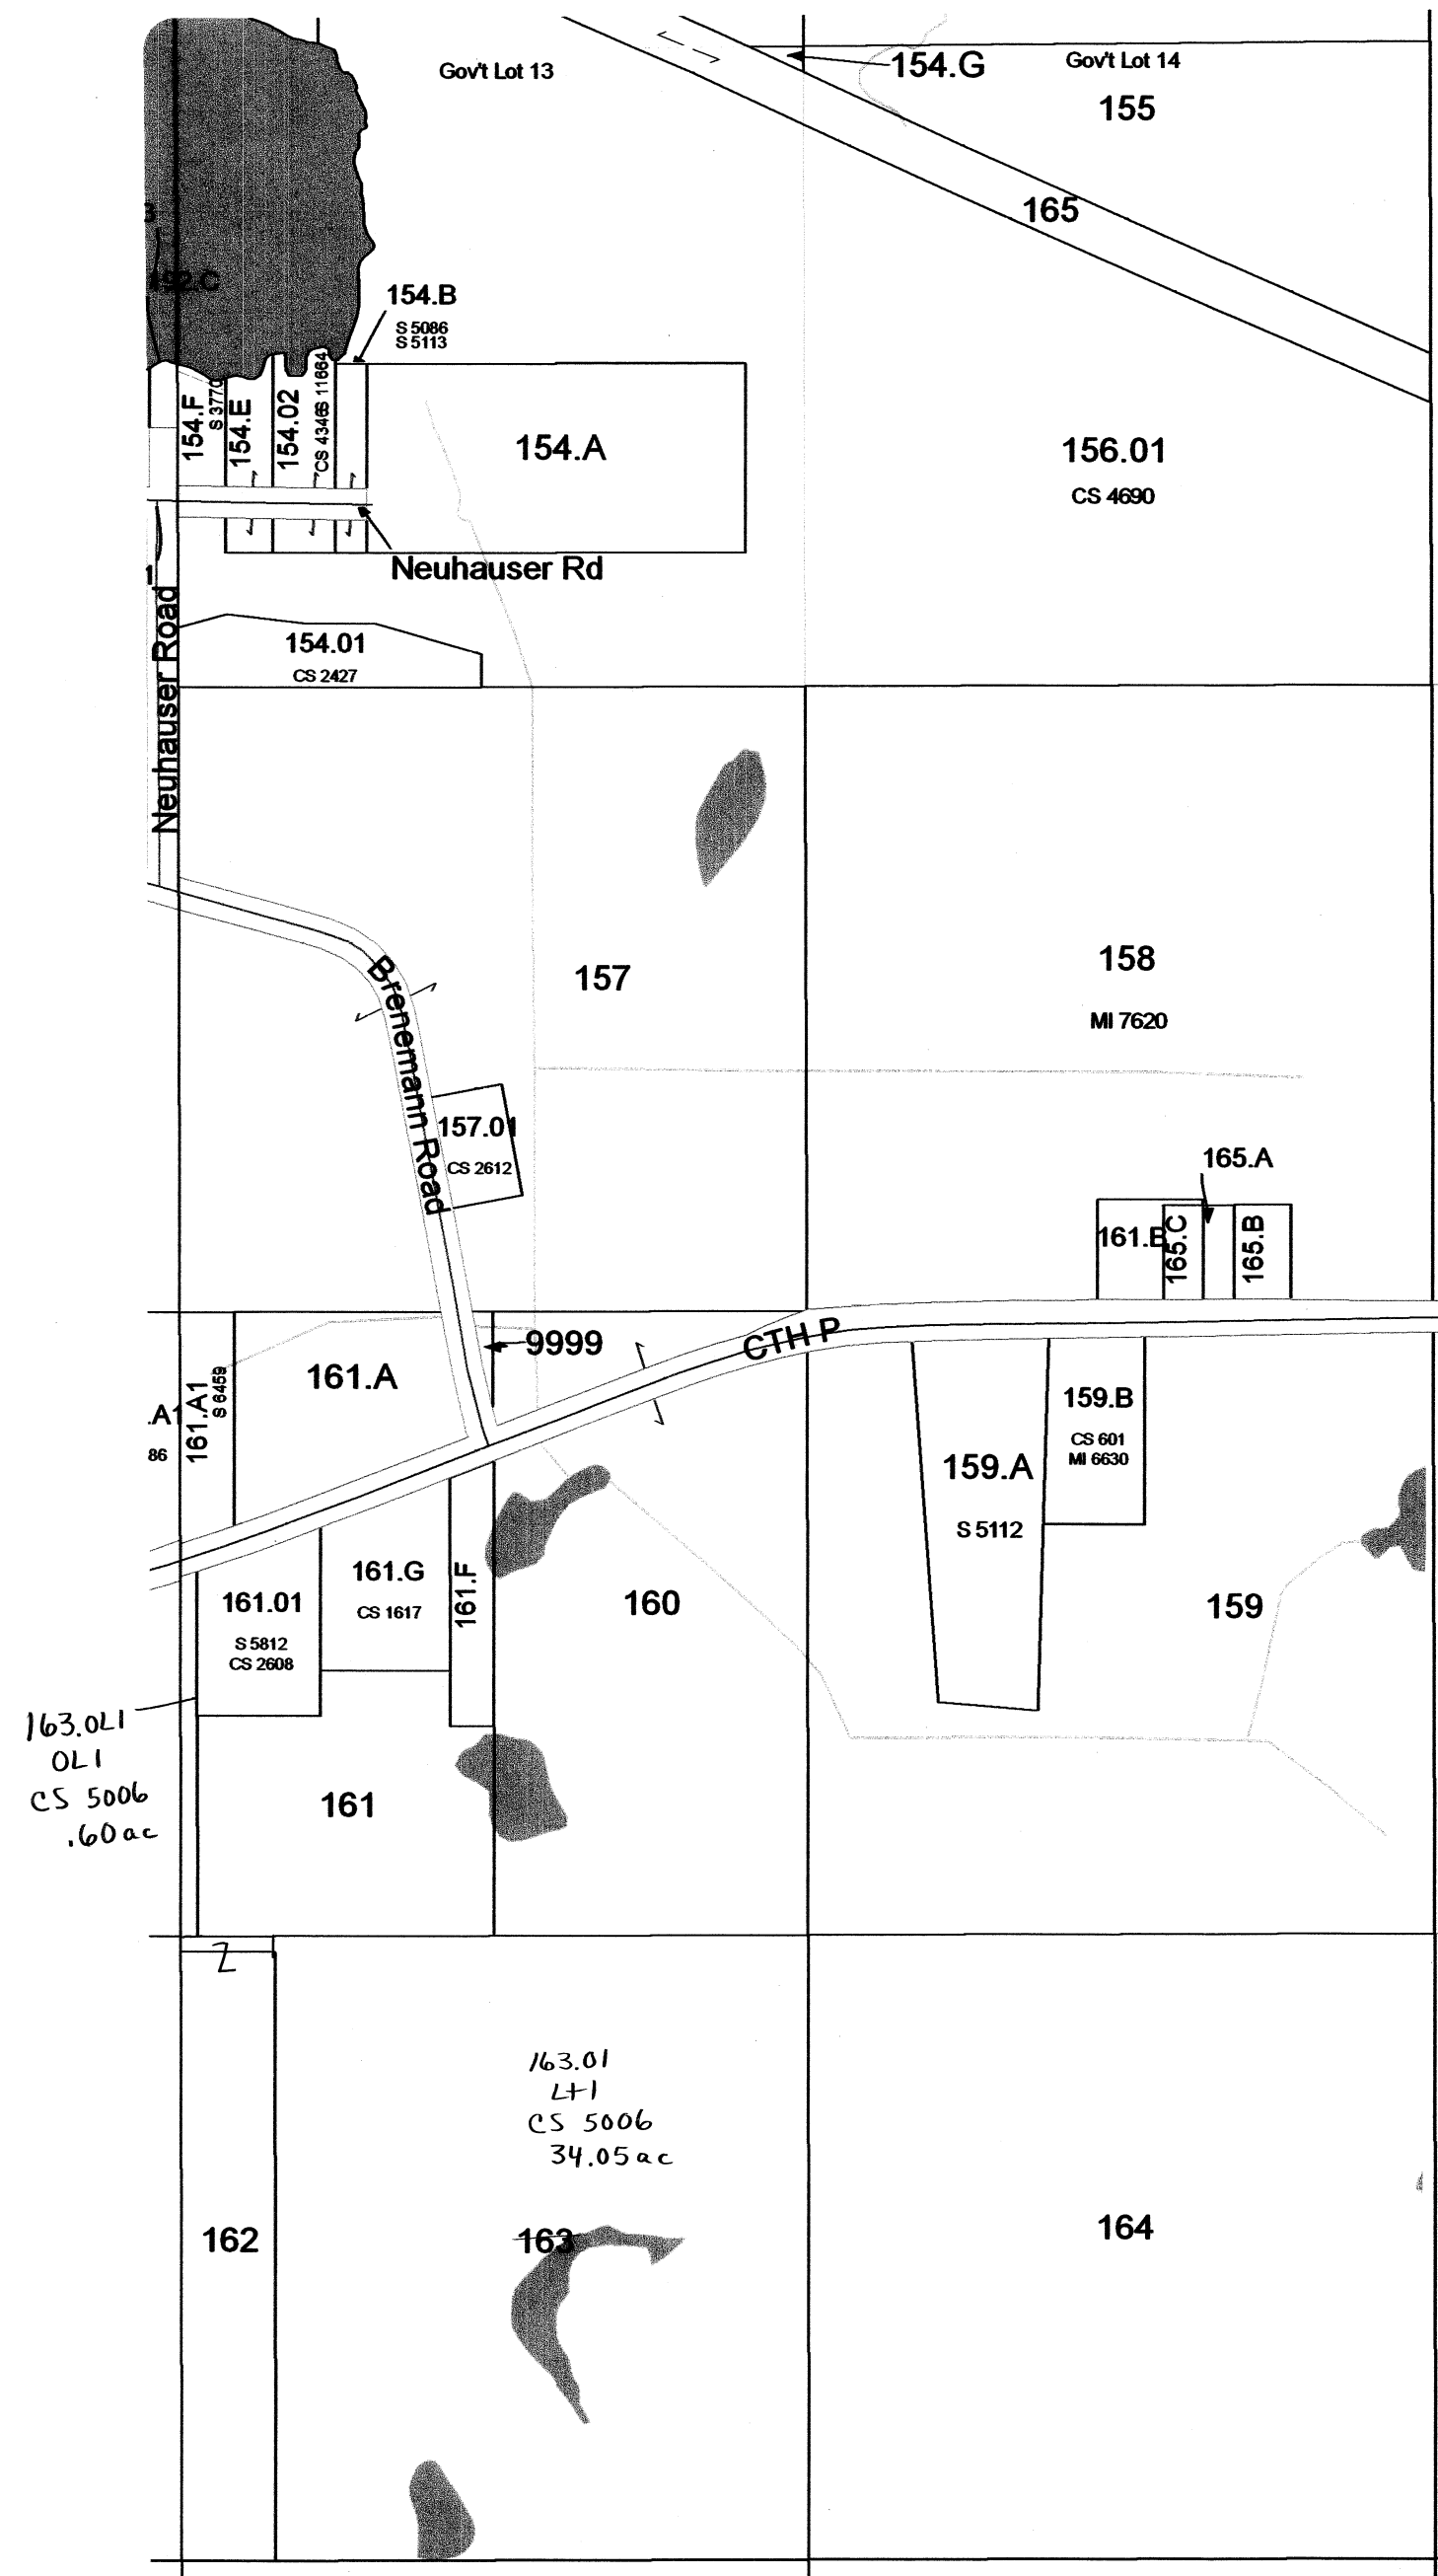 Gov't Lot 13
154.G
Gov't Lot 14
155
165
154.B
S 5086
S 5113
154.F
S 3770
154.E
154.02
CS 4346
S 11664
154.A
156.01
CS 4690
Neuhauser Rd
Neuhauser Road
154.01
CS 2427
157
158
MI 7620
Brenemann Road
157.01
CS 2612
165.A
161.B
165.C
165.B
9999
CTH P
161.A
161.A1
S 6459
.A1
86
159.B
CS 601
MI 6630
159.A
S 5112
159
161.01
S 5812
CS 2608
161.G
CS 1617
161.F
160
163.OL1
OL1
CS 5006
.60ac
161
Z
163.01
Lt1
CS 5006
34.05ac
162
163
164